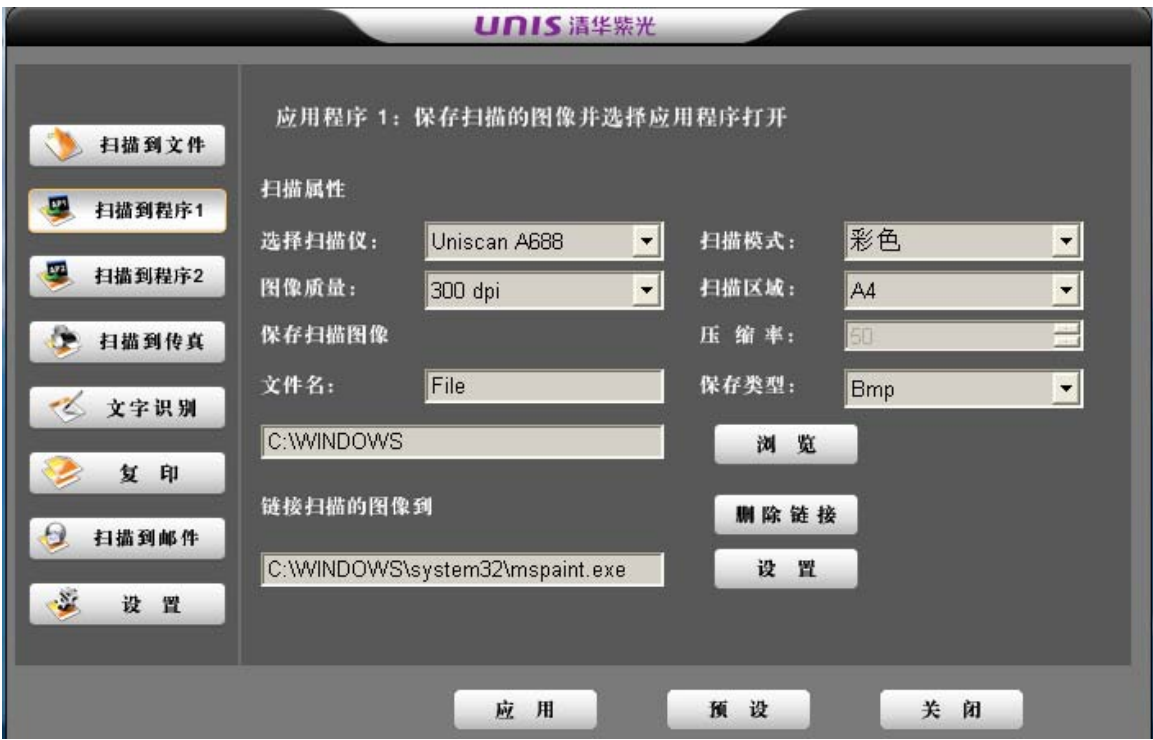 UNIS 清华紫光
扫描到文件
扫描到程序1
扫描到程序2
扫描到传真
文字识别
复 印
扫描到邮件
设 置
应用程序 1：保存扫描的图像并选择应用程序打开
扫描属性
选择扫描仪： Uniscan A688 扫描模式： 彩色
图像质量： 300 dpi 扫描区域： A4
保存扫描图像 压 缩 率： 50
文件名： File 保存类型： Bmp
C:\WINDOWS 浏 览
链接扫描的图像到 删除链接
C:\WINDOWS\system32\mspaint.exe 设 置
应 用 预 设 关 闭